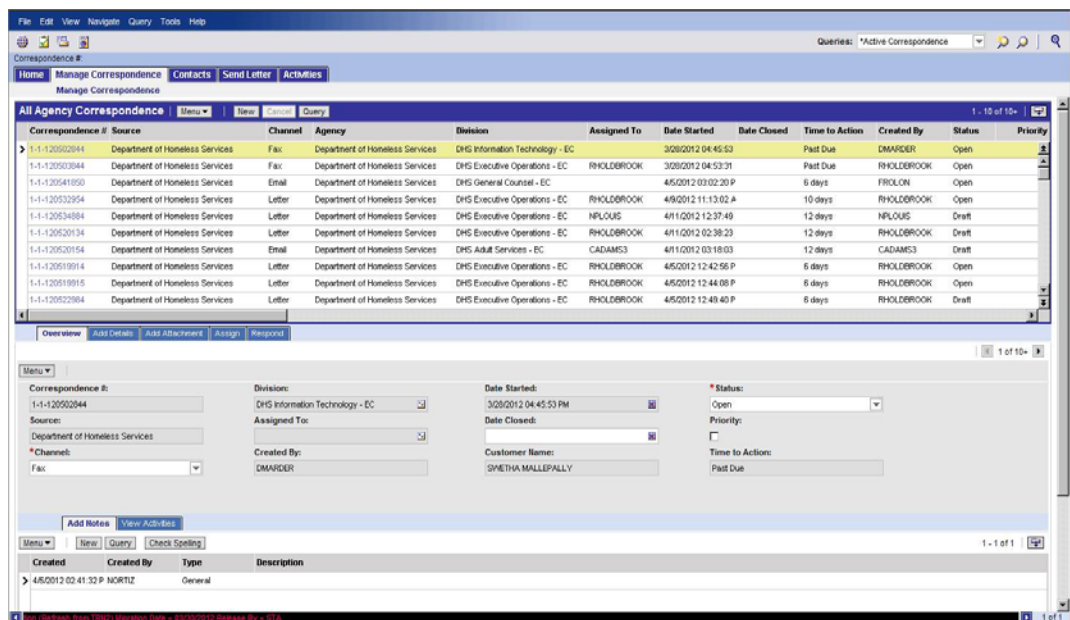 File Edit View Navigate Query Tools Help
Queries: *Active Correspondence
Correspondence #:
Home Manage Correspondence Contacts Send Letter Activities
Manage Correspondence
All Agency Correspondence Menu New Cancel Query 1 - 10 of 10+
Correspondence # Source Channel Agency Division Assigned To Date Started Date Closed Time to Action Created By Status Priority
1-1-120502844 Department of Homeless Services Fax Department of Homeless Services DHS Information Technology - EC 3/28/2012 04:45:53 Past Due DMARDER Open
1-1-120503844 Department of Homeless Services Fax Department of Homeless Services DHS Executive Operations - EC RHOLDBROOK 3/28/2012 04:53:31 Past Due RHOLDBROOK Open
1-1-120541850 Department of Homeless Services Email Department of Homeless Services DHS General Counsel - EC 4/5/2012 03:02:20 P 6 days FROLON Open
1-1-120532954 Department of Homeless Services Letter Department of Homeless Services DHS Executive Operations - EC RHOLDBROOK 4/9/2012 11:13:02 A 10 days RHOLDBROOK Open
1-1-120534884 Department of Homeless Services Letter Department of Homeless Services DHS Executive Operations - EC NPLOUIS 4/11/2012 12:37:49 12 days NPLOUIS Draft
1-1-120520134 Department of Homeless Services Letter Department of Homeless Services DHS Executive Operations - EC RHOLDBROOK 4/11/2012 02:38:23 12 days RHOLDBROOK Draft
1-1-120520154 Department of Homeless Services Email Department of Homeless Services DHS Adult Services - EC CADAMS3 4/11/2012 03:18:03 12 days CADAMS3 Draft
1-1-120519914 Department of Homeless Services Letter Department of Homeless Services DHS Executive Operations - EC RHOLDBROOK 4/5/2012 12:42:56 P 6 days RHOLDBROOK Open
1-1-120519915 Department of Homeless Services Letter Department of Homeless Services DHS Executive Operations - EC RHOLDBROOK 4/5/2012 12:44:08 P 6 days RHOLDBROOK Open
1-1-120522984 Department of Homeless Services Letter Department of Homeless Services DHS Executive Operations - EC RHOLDBROOK 4/5/2012 12:49:40 P 6 days RHOLDBROOK Draft
Overview Add Details Add Attachment Assign Respond
1 of 10+
Menu
Correspondence #: Division: Date Started: *Status:
1-1-120502844 DHS Information Technology - EC 3/28/2012 04:45:53 PM Open
Source: Assigned To: Date Closed: Priority:
Department of Homeless Services
*Channel: Created By: Customer Name: Time to Action:
Fax DMARDER SWETHA MALLEPALLY Past Due
Add Notes View Activities
Menu New Query Check Spelling 1 - 1 of 1
Created Created By Type Description
4/5/2012 02:41:32 P NORTIZ General
1 of 1